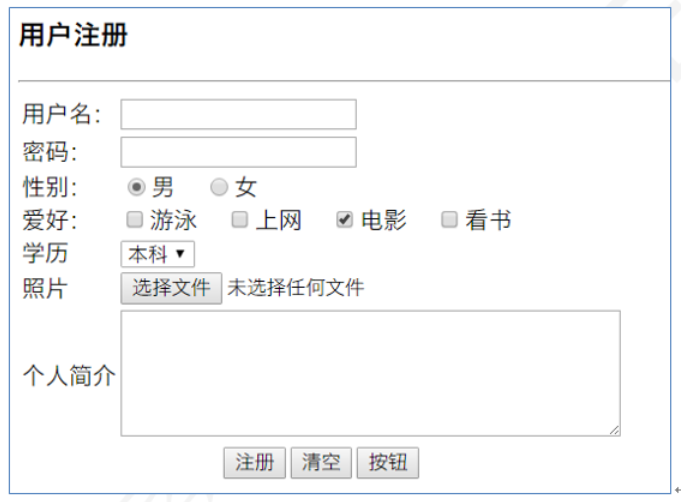 用户注册
用户名：
密码：
性别： 男 女
爱好： 游泳 上网 电影 看书
学历 本科
照片 选择文件 未选择任何文件
个人简介
注册 清空 按钮